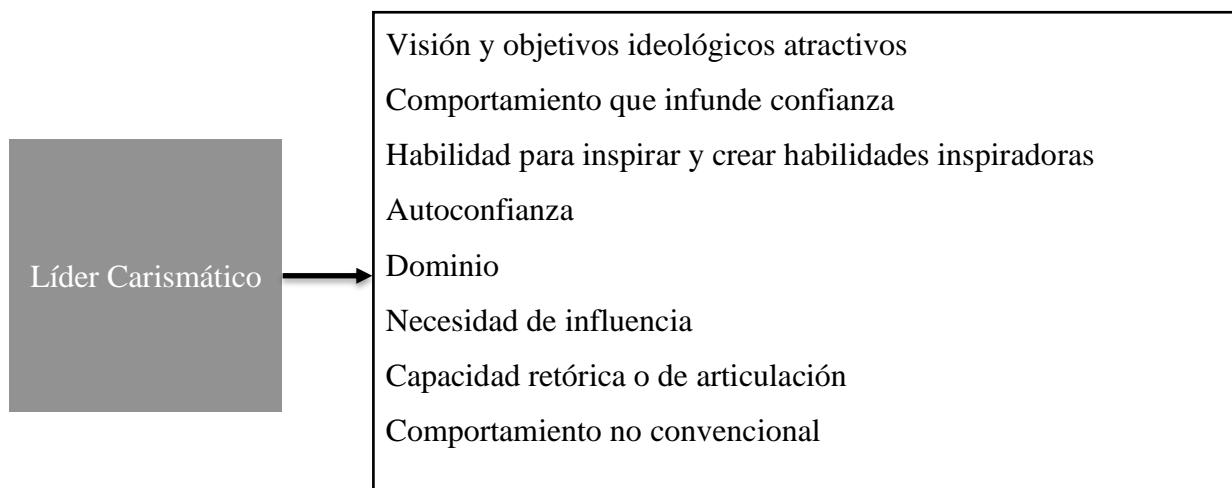 Líder Carismático
Visión y objetivos ideológicos atractivos
Comportamiento que infunde confianza
Habilidad para inspirar y crear habilidades inspiradoras
Autoconfianza
Dominio
Necesidad de influencia
Capacidad retórica o de articulación
Comportamiento no convencional